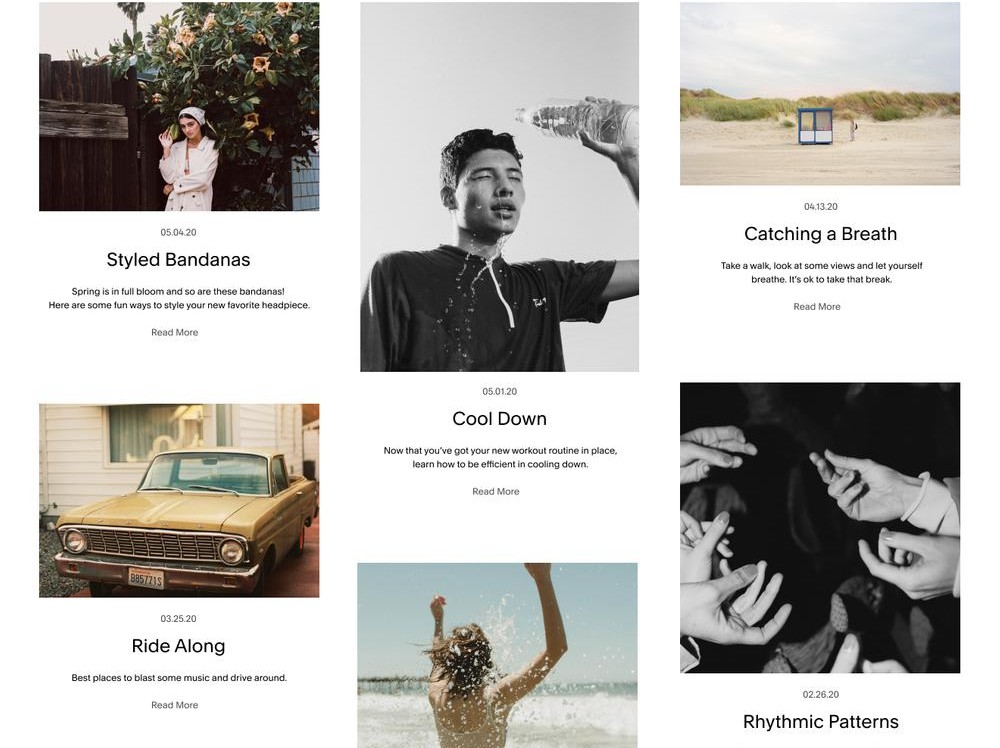 05.04.20
Styled Bandanas
Spring is in full bloom and so are these bandanas!
Here are some fun ways to style your new favorite headpiece.
Read More
03.25.20
Ride Along
Best places to blast some music and drive around.
Read More
05.01.20
Cool Down
Now that you've got your new workout routine in place,
learn how to be efficient in cooling down.
Read More
04.13.20
Catching a Breath
Take a walk, look at some views and let yourself
breathe. It's ok to take that break.
Read More
02.26.20
Rhythmic Patterns